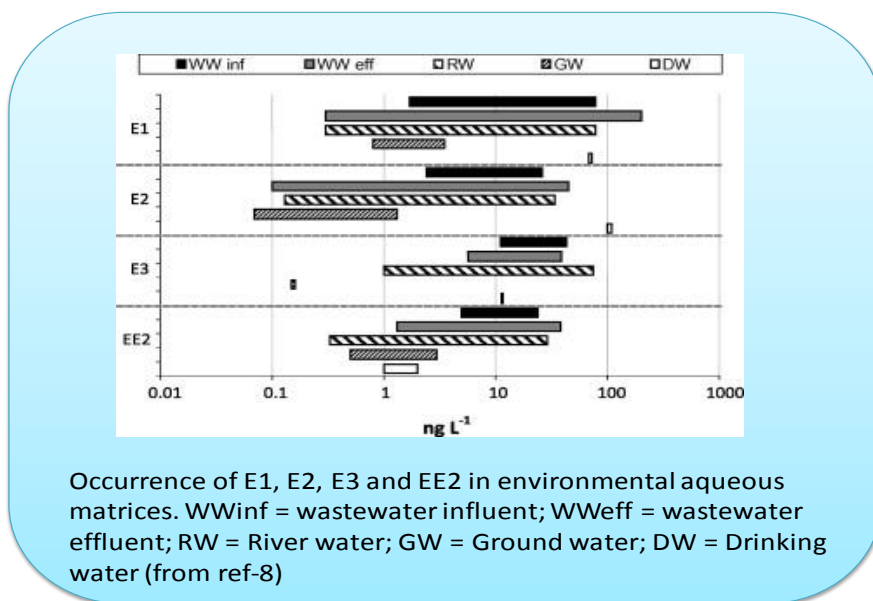 WW inf WW eff RW GW DW
E1
E2
E3
EE2
0.01 0.1 1 10 100 1000
ng L⁻¹
Occurrence of E1, E2, E3 and EE2 in environmental aqueous
matrices. WWinf = wastewater influent; WWeff = wastewater
effluent; RW = River water; GW = Ground water; DW = Drinking
water (from ref-8)